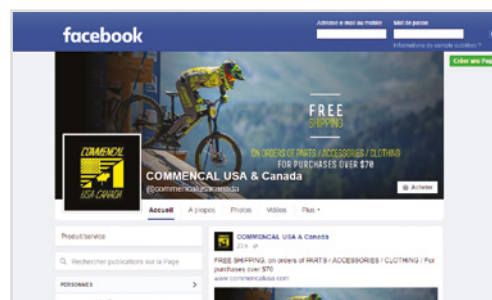 Adresse e-mail ou mobile Mot de passe
facebook
Informations de compte oubliées ?
Créer une Page
FREE
SHIPPING
ON ORDERS OF PARTS / ACCESSORIES / CLOTHING
FOR PURCHASES OVER $70
COMMENCAL
USA-CANADA
COMMENCAL USA & Canada
@commencalusacanada
Acheter
Accueil À propos Photos Vidéos Plus
Produit/service
COMMENCAL USA & Canada
23 h
Rechercher publications sur la Page
FREE SHIPPING, on orders of PARTS / ACCESSORIES / CLOTHING / For
purchases over $70
www.commencalusa.com
PERSONNES